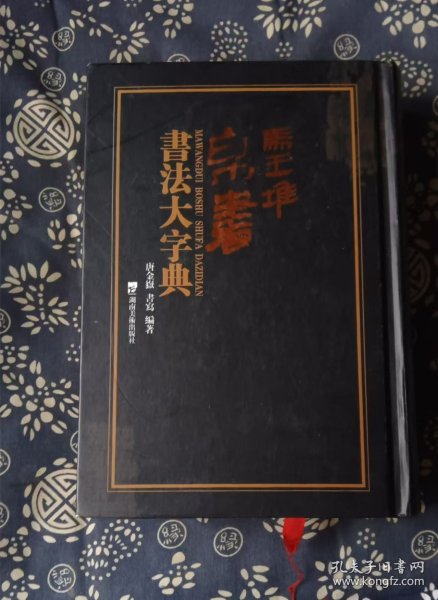 馬王堆
帛書
MAWANGDUI BOSHU SHUFA DAZIDIAN
書法大字典
唐金嶽 書寫 編著
湖南美術出版社
孔夫子旧书网
www.kongfz.com